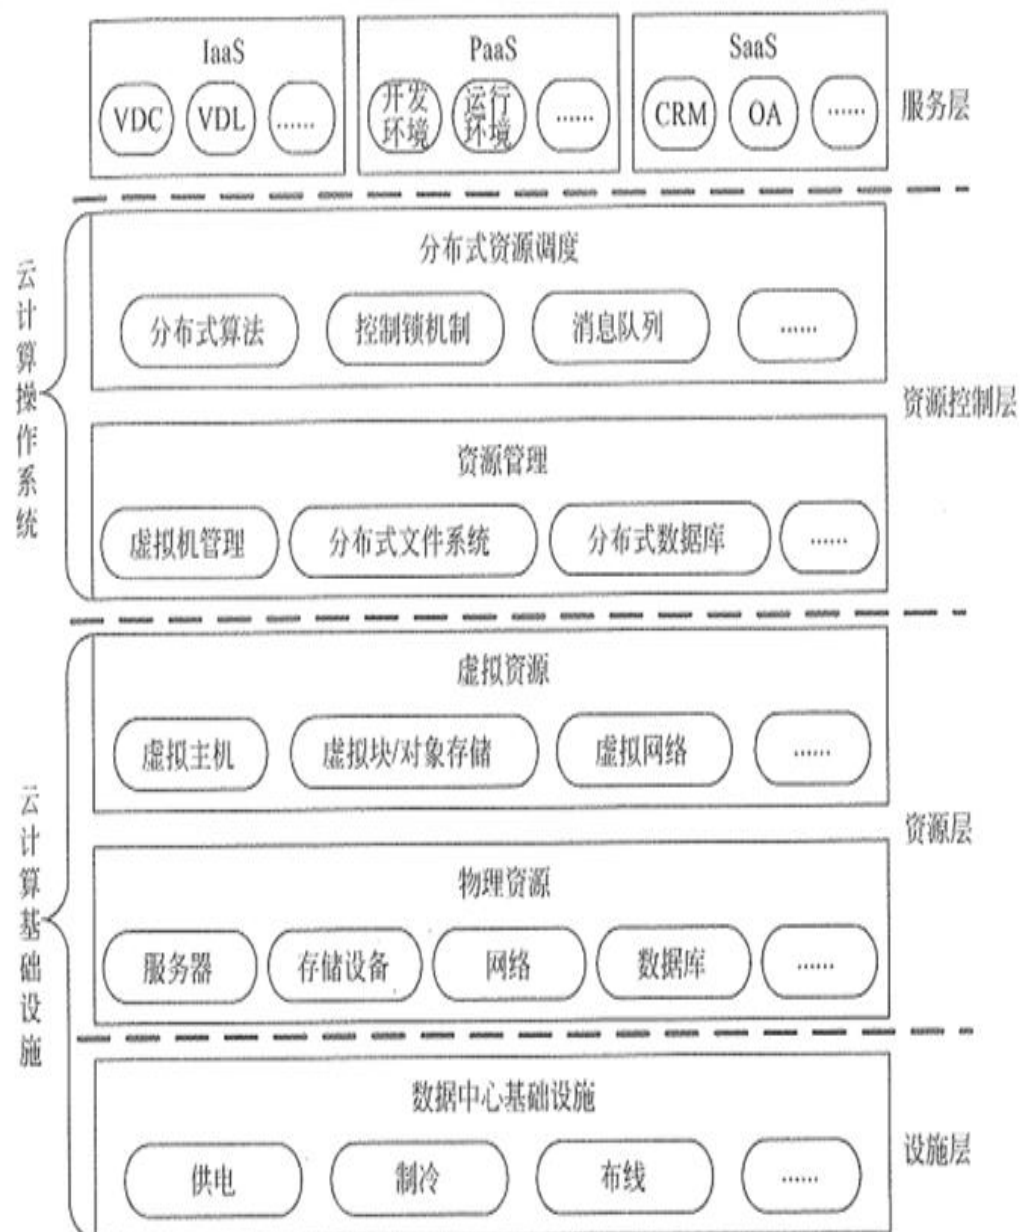 IaaS
VDC
VDL
......
PaaS
开发
环境
运行
环境
......
SaaS
CRM
OA
......
服务层
云计算操作系统
分布式资源调度
分布式算法
控制锁机制
消息队列
......
资源控制层
资源管理
虚拟机管理
分布式文件系统
分布式数据库
......
云计算基础设施
虚拟资源
虚拟主机
虚拟块/对象存储
虚拟网络
......
资源层
物理资源
服务器
存储设备
网络
数据库
......
数据中心基础设施
供电
制冷
布线
......
设施层